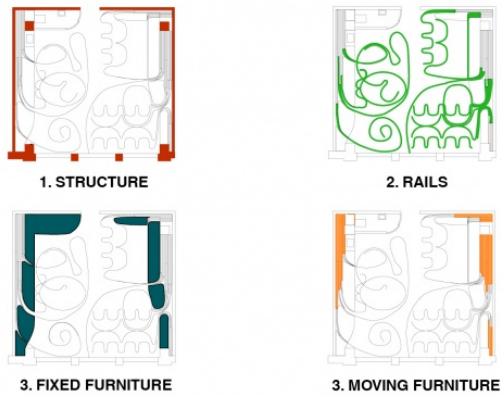 1. STRUCTURE
2. RAILS
3. FIXED FURNITURE
3. MOVING FURNITURE